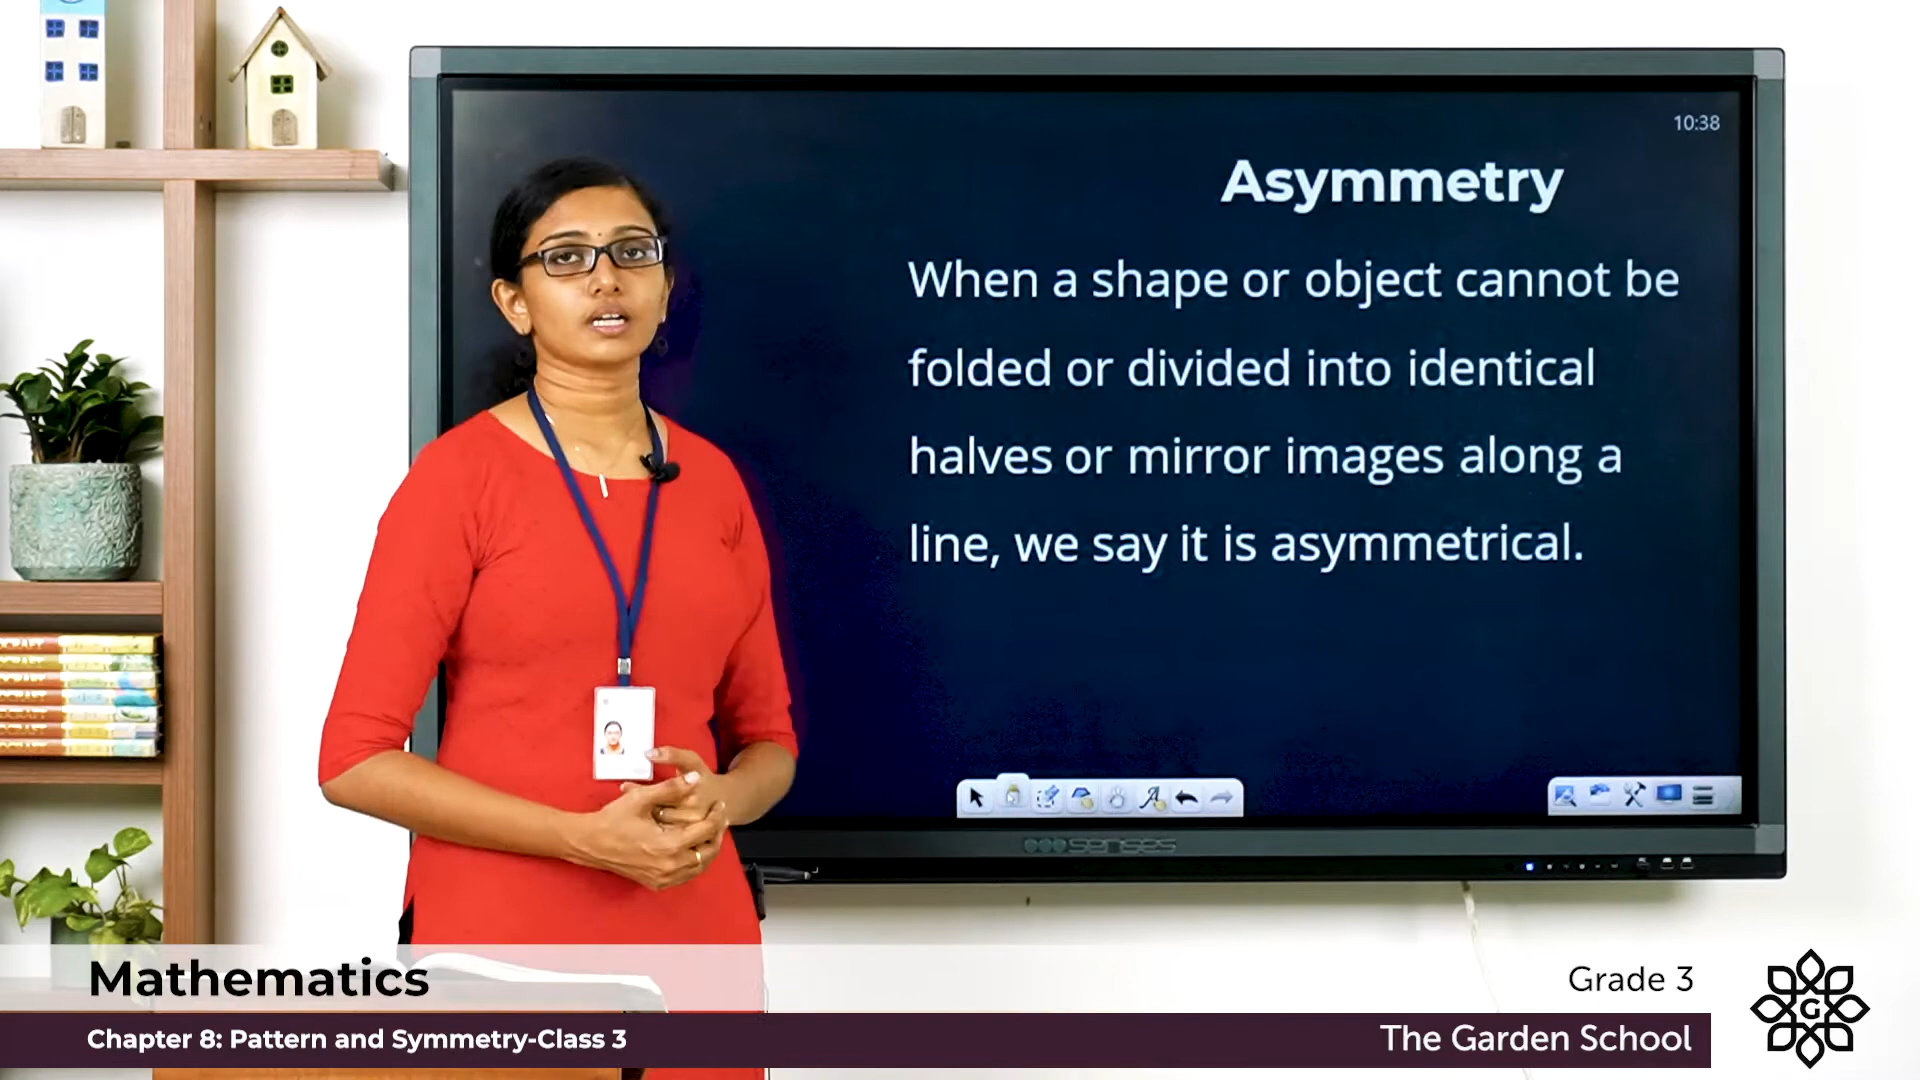 10:38
Asymmetry
When a shape or object cannot be
folded or divided into identical
halves or mirror images along a
line, we say it is asymmetrical.
senses
Mathematics
Grade 3
Chapter 8: Pattern and Symmetry-Class 3
The Garden School
G